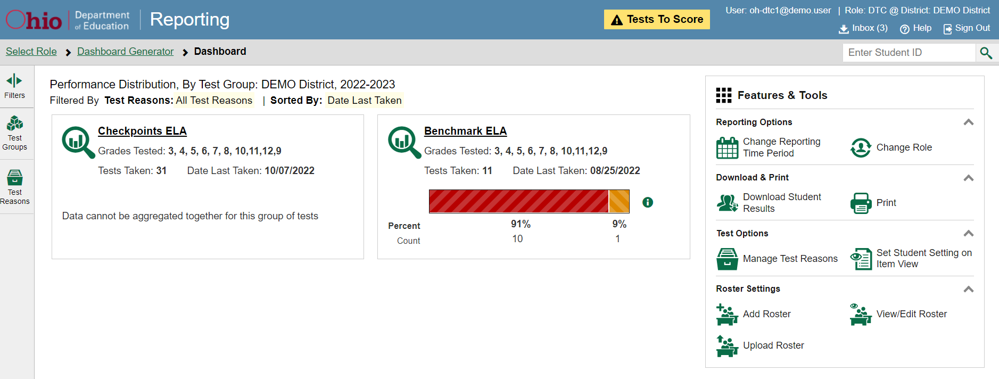 Ohio Department of Education Reporting
Tests To Score
User: oh-dtc1@demo.user | Role: DTC @ District: DEMO District
Inbox (3) Help Sign Out
Select Role Dashboard Generator Dashboard
Enter Student ID
Filters
Test Groups
Test Reasons
Performance Distribution, By Test Group: DEMO District, 2022-2023
Filtered By Test Reasons: All Test Reasons | Sorted By: Date Last Taken
Checkpoints ELA
Grades Tested: 3, 4, 5, 6, 7, 8, 10,11,12,9
Tests Taken: 31 Date Last Taken: 10/07/2022
Data cannot be aggregated together for this group of tests
Benchmark ELA
Grades Tested: 3, 4, 5, 6, 7, 8, 10,11,12,9
Tests Taken: 11 Date Last Taken: 08/25/2022
Percent 91% 9%
Count 10 1
Features & Tools
Reporting Options
Change Reporting Time Period
Change Role
Download & Print
Download Student Results
Print
Test Options
Manage Test Reasons
Set Student Setting on Item View
Roster Settings
Add Roster
View/Edit Roster
Upload Roster